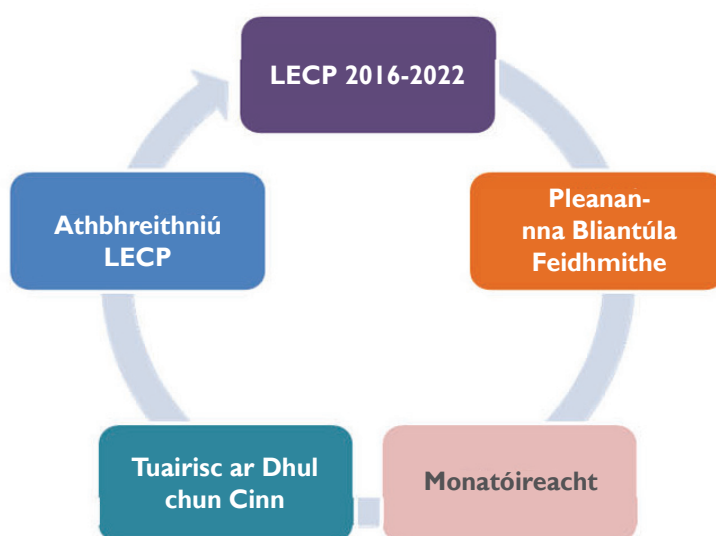 LECP 2016-2022
Pleanan-
nna Bliantúla
Feidhmithe
Monatóireacht
Tuairisc ar Dhul
chun Cinn
Athbhreithniú
LECP